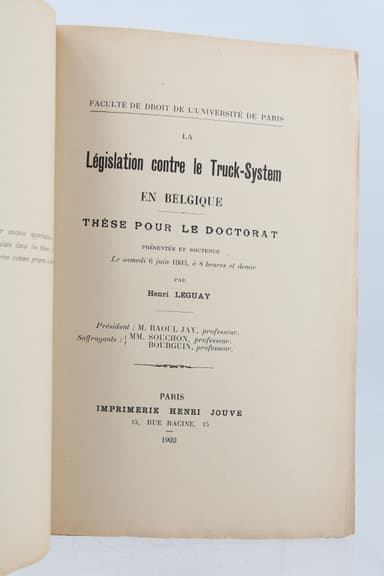 FACULTÉ DE DROIT DE L'UNIVERSITÉ DE PARIS
LA
Législation contre le Truck-System
EN BELGIQUE
THÈSE POUR LE DOCTORAT
PRÉSENTÉE ET SOUTENUE
Le samedi 6 juin 1903, à 8 heures et demie
PAR
Henri LEGUAY
Président : M. RAOUL JAY, professeur.
Suffragants : { MM. SOUCHON, professeur.
BOURGUIN, professeur.
PARIS
IMPRIMERIE HENRI JOUVE
15, RUE RACINE, 15
1903